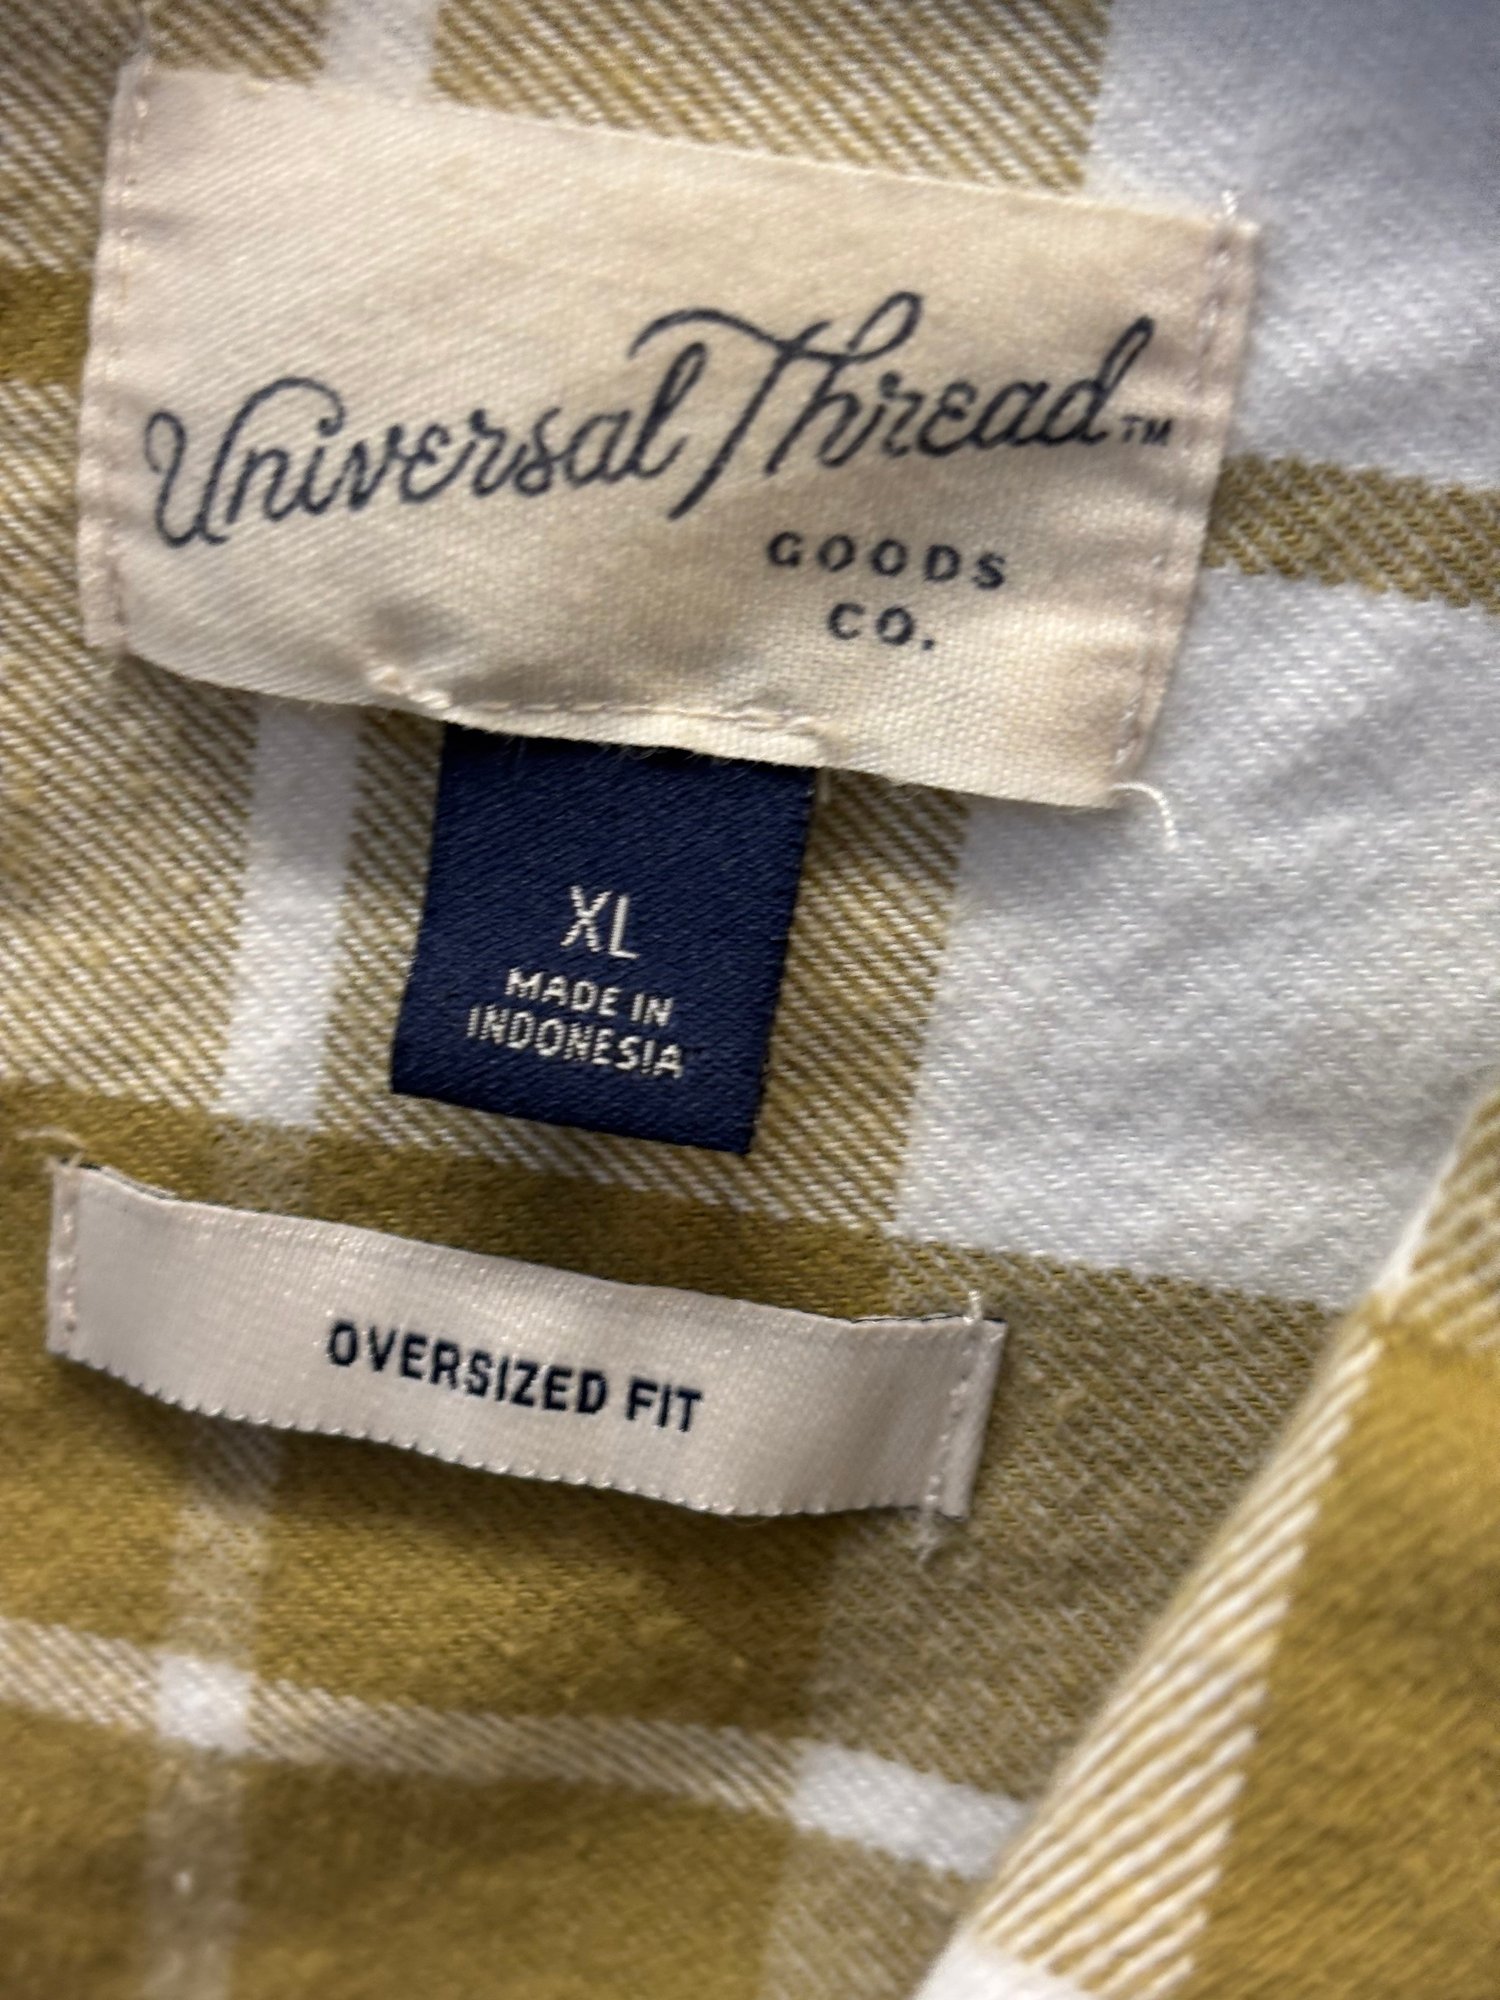 Universal Thread™
GOODS
CO.
XL
MADE IN
INDONESIA
OVERSIZED FIT